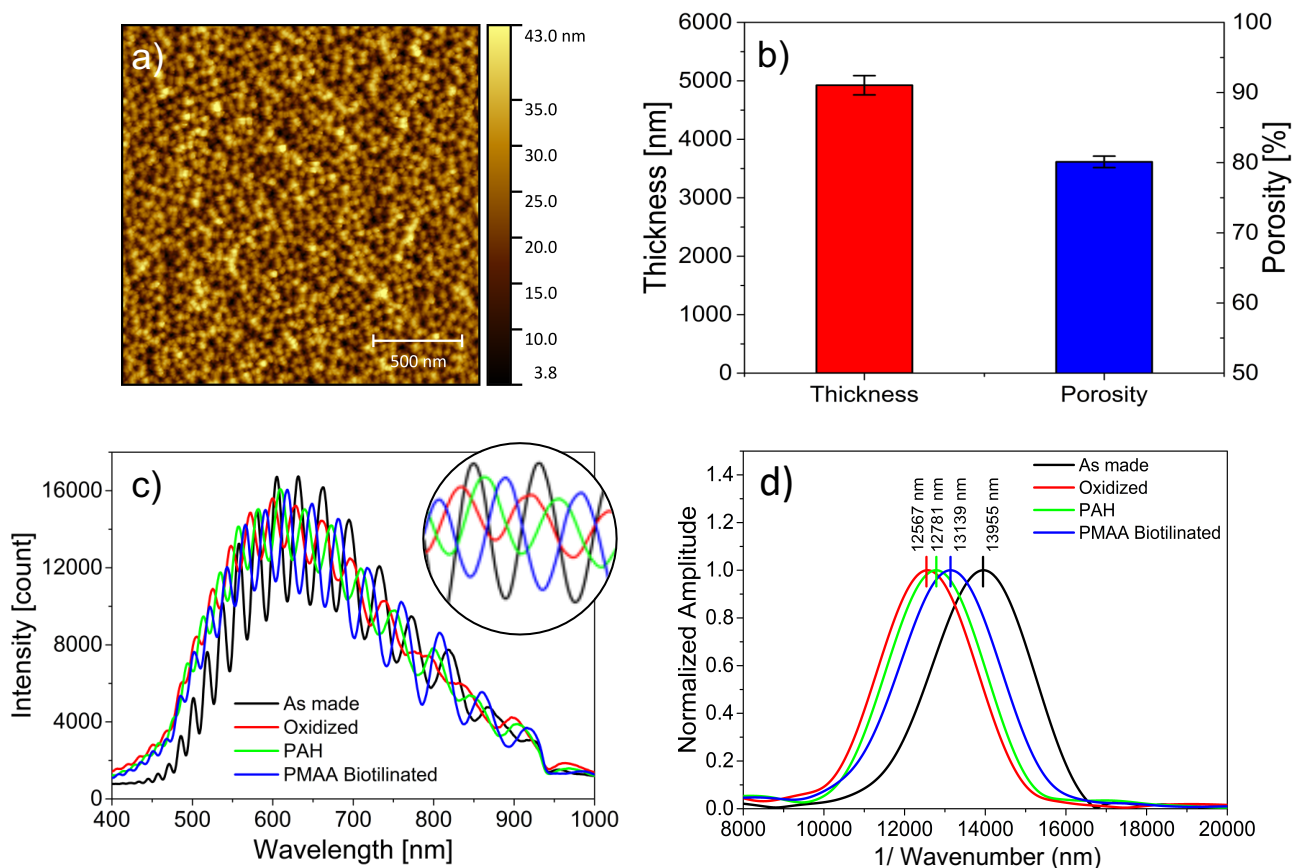 a)
43.0 nm
35.0
30.0
20.0
15.0
10.0
3.8
500 nm
b)
Thickness [nm]
6000
5000
4000
3000
2000
1000
0
Thickness
Porosity
100
90
80
70
60
50
Porosity [%]
c)
Intensity [count]
16000
12000
8000
4000
0
As made
Oxidized
PAH
PMAA Biotilinated
400 500 600 700 800 900 1000
Wavelength [nm]
d)
Normalized Amplitude
1.4
1.2
1.0
0.8
0.6
0.4
0.2
0.0
12567 nm
12781 nm
13139 nm
13955 nm
As made
Oxidized
PAH
PMAA Biotilinated
8000 10000 12000 14000 16000 18000 20000
1/ Wavenumber (nm)